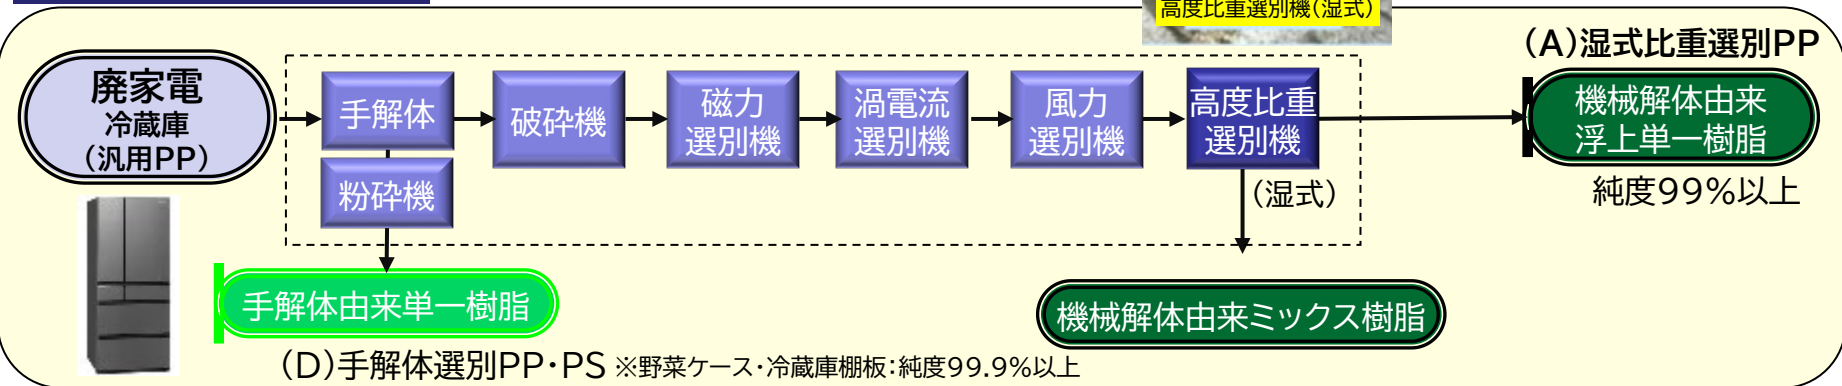 高度比重選別機(湿式)
(A)湿式比重選別PP
廃家電
冷蔵庫
(汎用PP)
手解体
破砕機
磁力
選別機
渦電流
選別機
風力
選別機
高度比重
選別機
機械解体由来
浮上単一樹脂
粉砕機
(湿式)
純度99%以上
手解体由来単一樹脂
機械解体由来ミックス樹脂
(D)手解体選別PP・PS ※野菜ケース・冷蔵庫棚板:純度99.9%以上